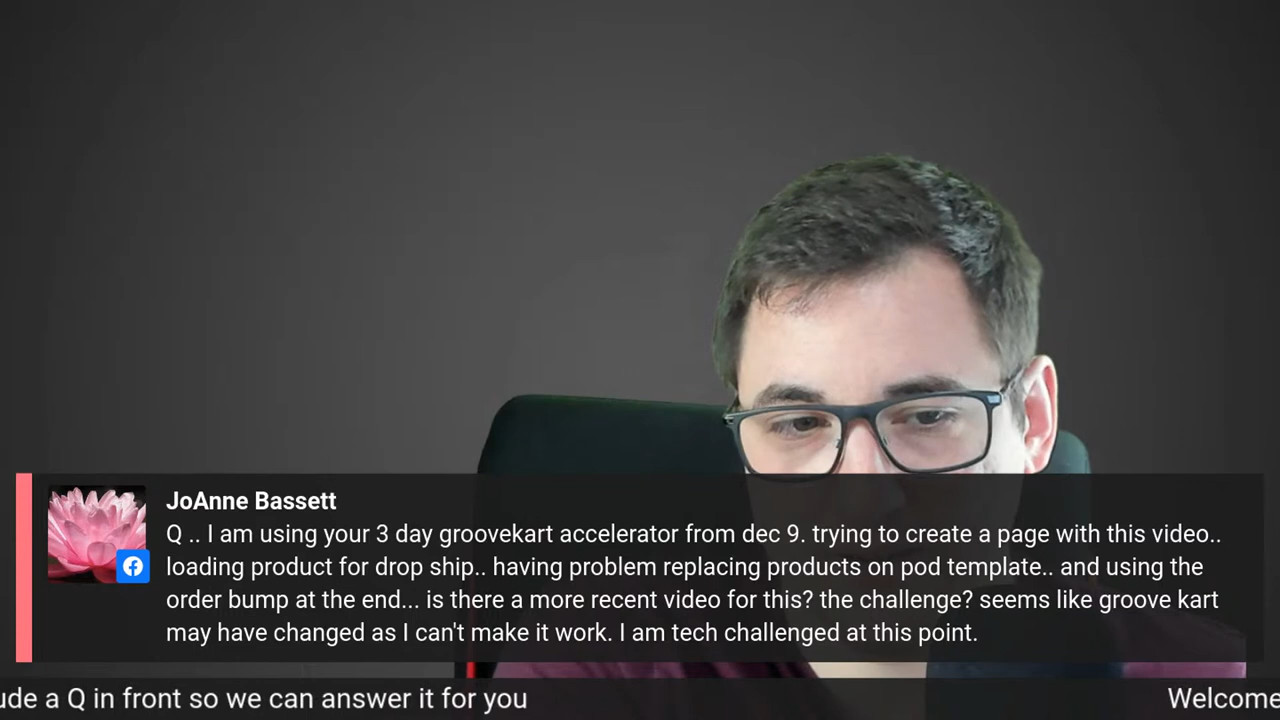 JoAnne Bassett
Q .. I am using your 3 day groovekart accelerator from dec 9. trying to create a page with this video..
loading product for drop ship.. having problem replacing products on pod template.. and using the
order bump at the end... is there a more recent video for this? the challenge? seems like groove kart
may have changed as I can't make it work. I am tech challenged at this point.
ude a Q in front so we can answer it for you
Welcome